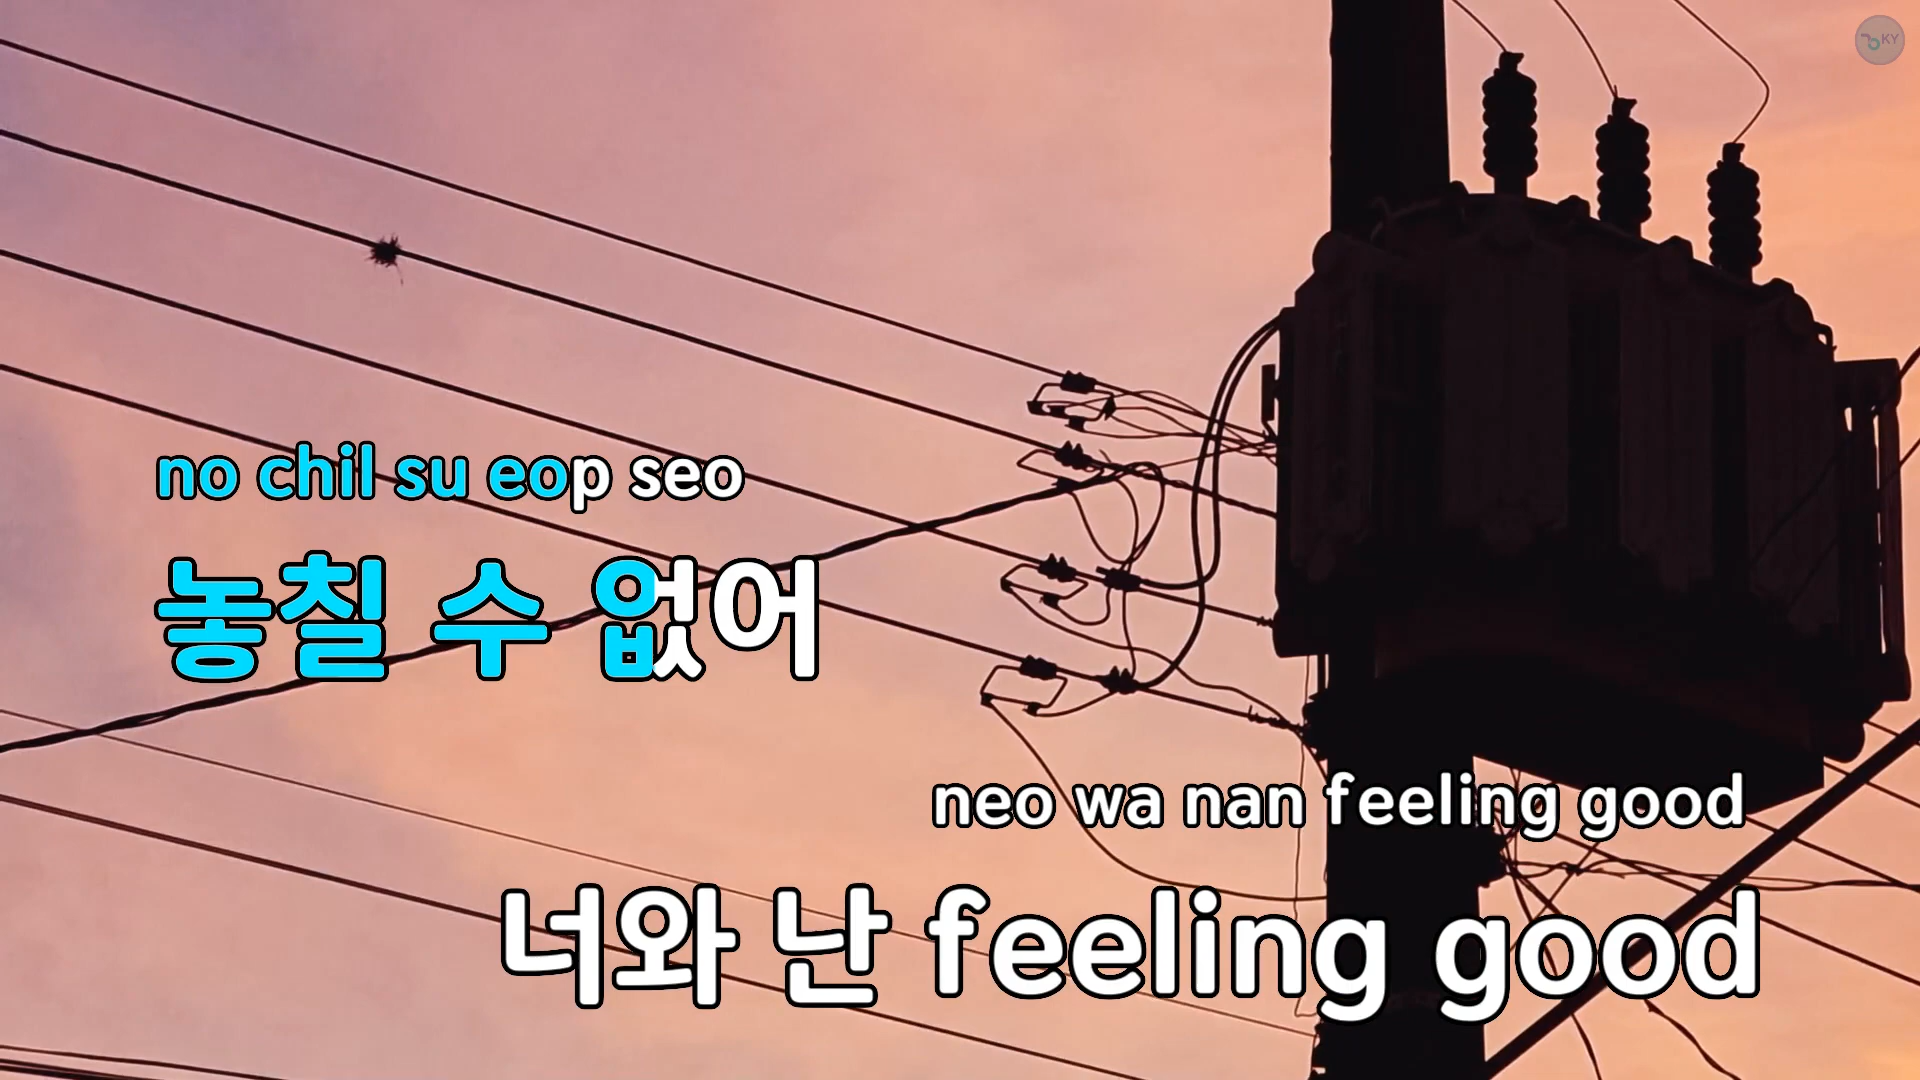 KY
no chil su eop seo
놓칠 수 없어
neo wa nan feeling good
너와 난 feeling good